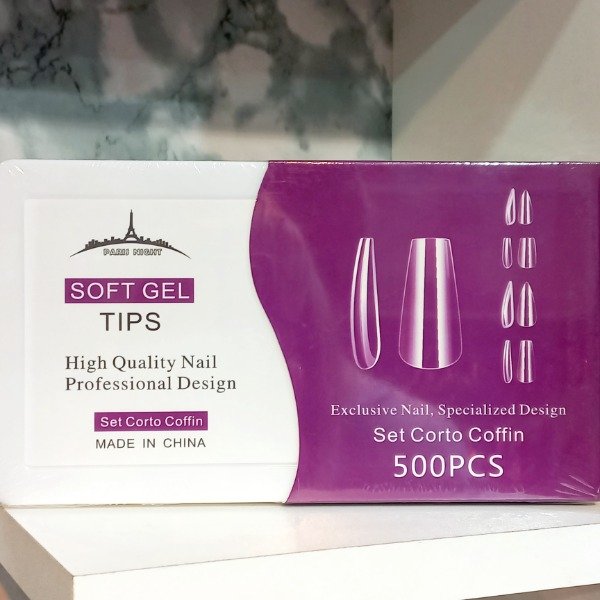 PARIS NIGHT
SOFT GEL
TIPS
High Quality Nail
Professional Design
Set Corto Coffin
MADE IN CHINA
Exclusive Nail, Specialized Design
Set Corto Coffin
500PCS